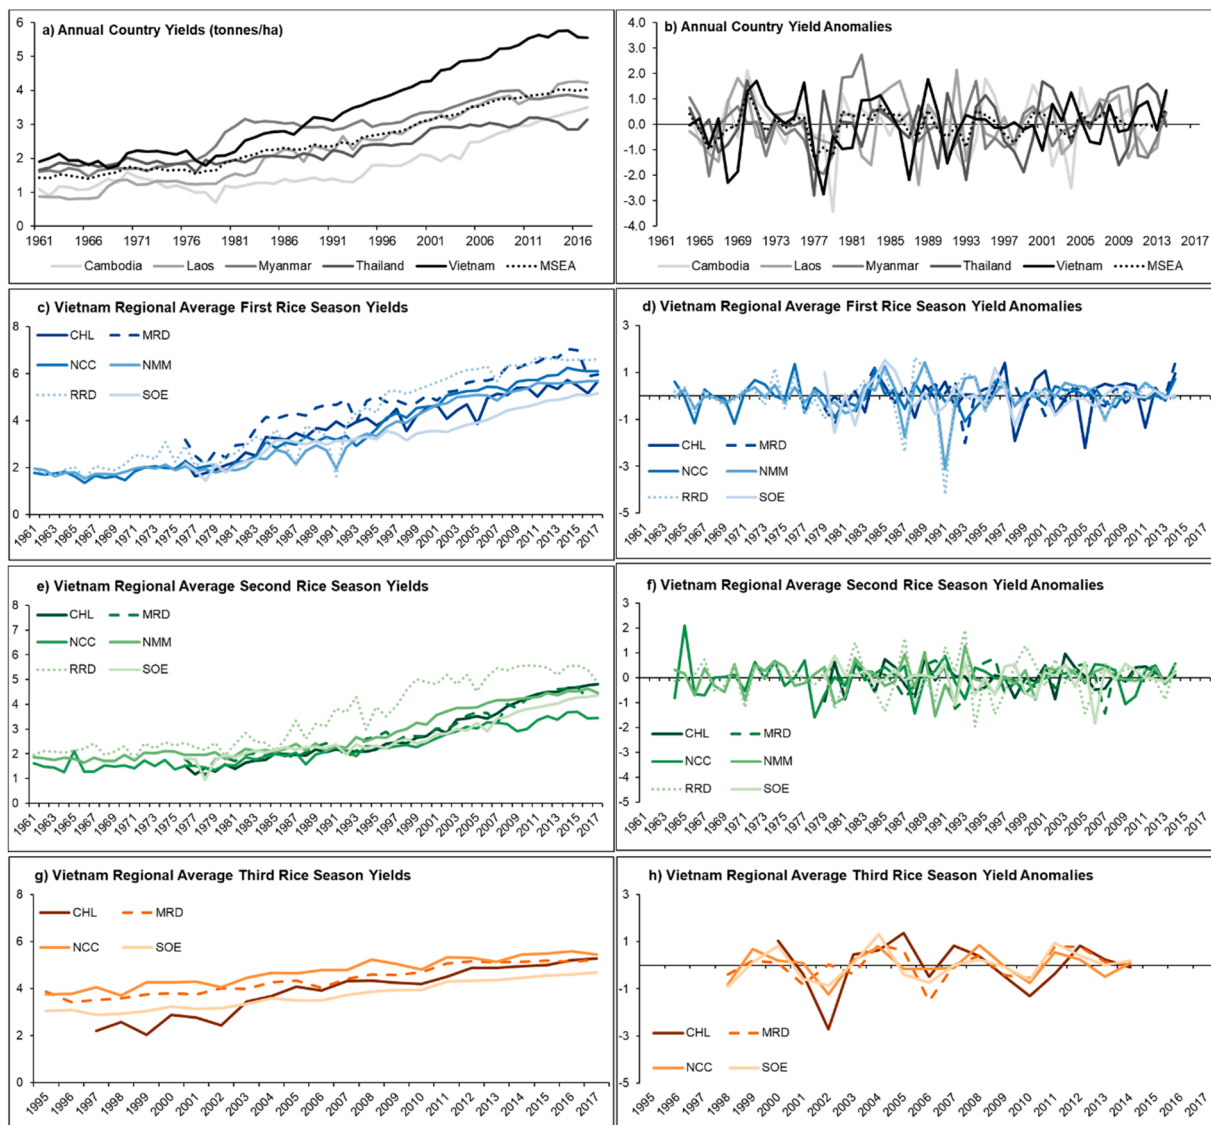 a) Annual Country Yields (tonnes/ha)
6
5
4
3
2
1
0
1961 1966 1971 1976 1981 1986 1991 1996 2001 2006 2011 2016
Cambodia Laos Myanmar Thailand Vietnam MSEA
b) Annual Country Yield Anomalies
4.0
3.0
2.0
1.0
0.0
-1.0
-2.0
-3.0
-4.0
1961 1965 1969 1973 1977 1981 1985 1989 1993 1997 2001 2005 2009 2013 2017
Cambodia Laos Myanmar Thailand Vietnam MSEA
c) Vietnam Regional Average First Rice Season Yields
8
6
4
2
0
CHL MRD
NCC NMM
RRD SOE
1961 1963 1965 1967 1969 1971 1973 1975 1977 1979 1981 1983 1985 1987 1989 1991 1993 1995 1997 1999 2001 2003 2005 2007 2009 2011 2013 2015 2017
d) Vietnam Regional Average First Rice Season Yield Anomalies
3
1
-1
-3
-5
CHL MRD
NCC NMM
RRD SOE
1961 1963 1965 1967 1969 1971 1973 1975 1977 1979 1981 1983 1985 1987 1989 1991 1993 1995 1997 1999 2001 2003 2005 2007 2009 2011 2013 2015 2017
e) Vietnam Regional Average Second Rice Season Yields
8
7
6
5
4
3
2
1
0
CHL MRD
NCC NMM
RRD SOE
1961 1963 1965 1967 1969 1971 1973 1975 1977 1979 1981 1983 1985 1987 1989 1991 1993 1995 1997 1999 2001 2003 2005 2007 2009 2011 2013 2015 2017
f) Vietnam Regional Average Second Rice Season Yield Anomalies
3
2
1
0
-1
-2
-3
-4
-5
CHL MRD
NCC NMM
RRD SOE
1961 1963 1965 1967 1969 1971 1973 1975 1977 1979 1981 1983 1985 1987 1989 1991 1993 1995 1997 1999 2001 2003 2005 2007 2009 2011 2013 2015 2017
g) Vietnam Regional Average Third Rice Season Yields
8
6
4
2
0
CHL MRD
NCC SOE
1995 1996 1997 1998 1999 2000 2001 2002 2003 2004 2005 2006 2007 2008 2009 2010 2011 2012 2013 2014 2015 2016 2017
h) Vietnam Regional Average Third Rice Season Yield Anomalies
3
1
-1
-3
-5
CHL MRD
NCC SOE
1995 1996 1997 1998 1999 2000 2001 2002 2003 2004 2005 2006 2007 2008 2009 2010 2011 2012 2013 2014 2015 2016 2017